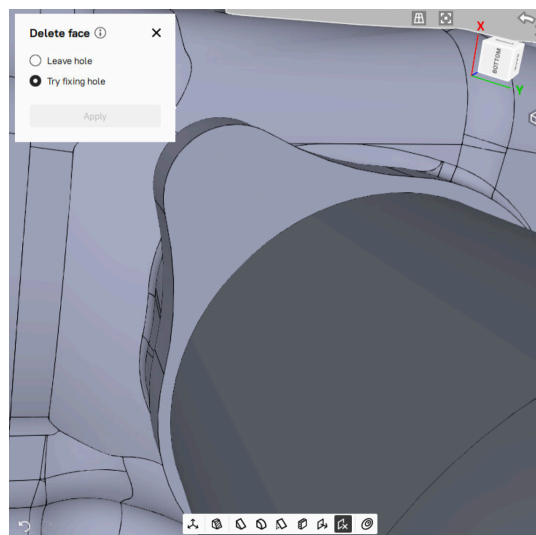 Delete face
Leave hole
Try fixing hole
Apply
X
BOTTOM
Y